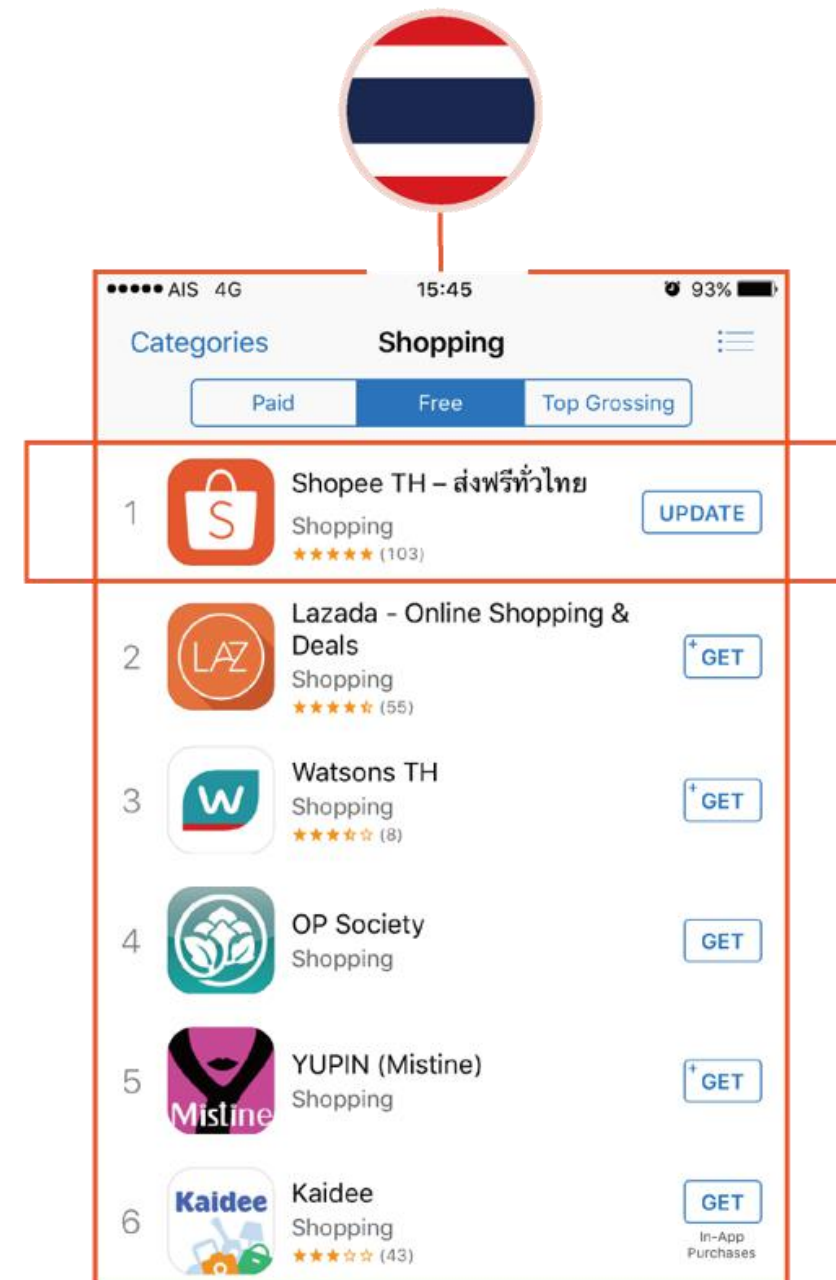 AIS 4G 15:45 93%
Categories Shopping
Paid Free Top Grossing
1 S Shopee TH – ส่งฟรีทั่วไทย
Shopping
(103)
UPDATE
2 LAZ Lazada - Online Shopping &
Deals
Shopping
(55)
+ GET
3 W Watsons TH
Shopping
(8)
+ GET
4 OP Society
Shopping
GET
5 Mistine YUPIN (Mistine)
Shopping
+ GET
6 Kaidee Kaidee
Shopping
(43)
GET
In-App
Purchases